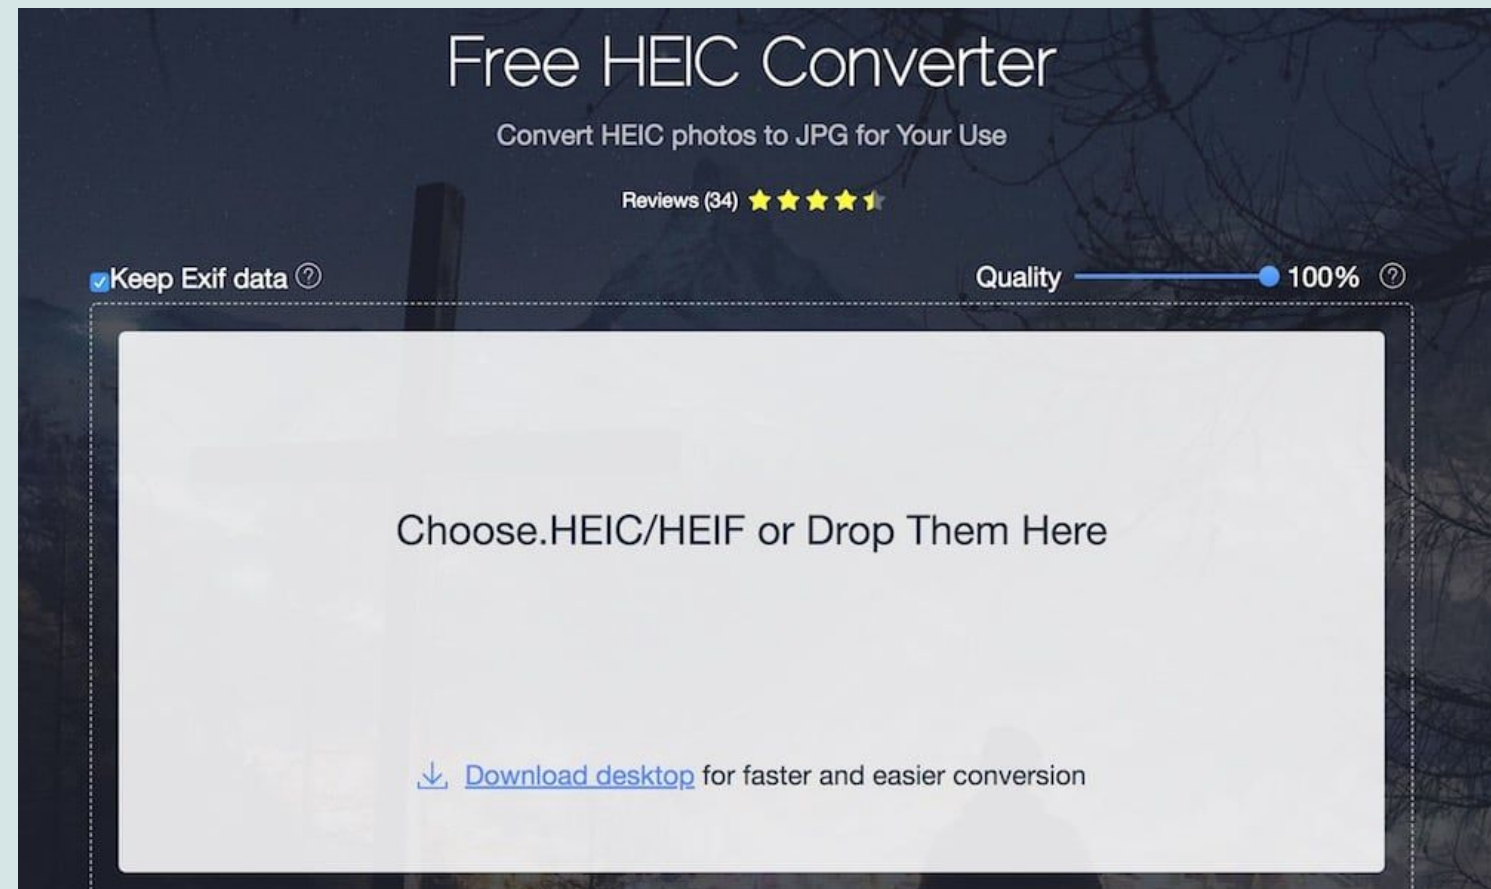 Free HEIC Converter
Convert HEIC photos to JPG for Your Use
Reviews (34)
Keep Exif data
Quality 100%
Choose.HEIC/HEIF or Drop Them Here
Download desktop for faster and easier conversion